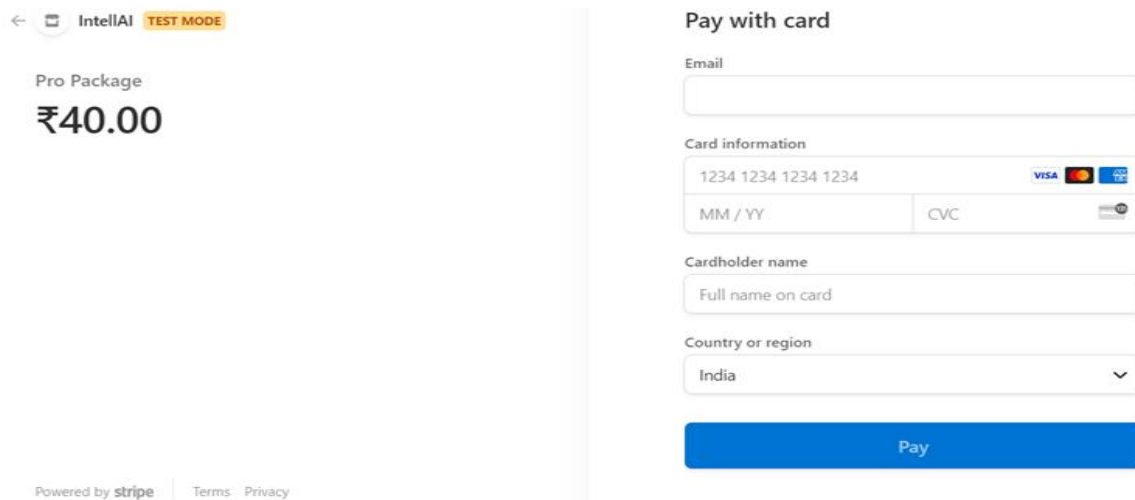 IntellAI TEST MODE
Pro Package
₹40.00
Powered by stripe Terms Privacy
Pay with card
Email
Card information
1234 1234 1234 1234 VISA
MM / YY CVC
Cardholder name
Full name on card
Country or region
India
Pay